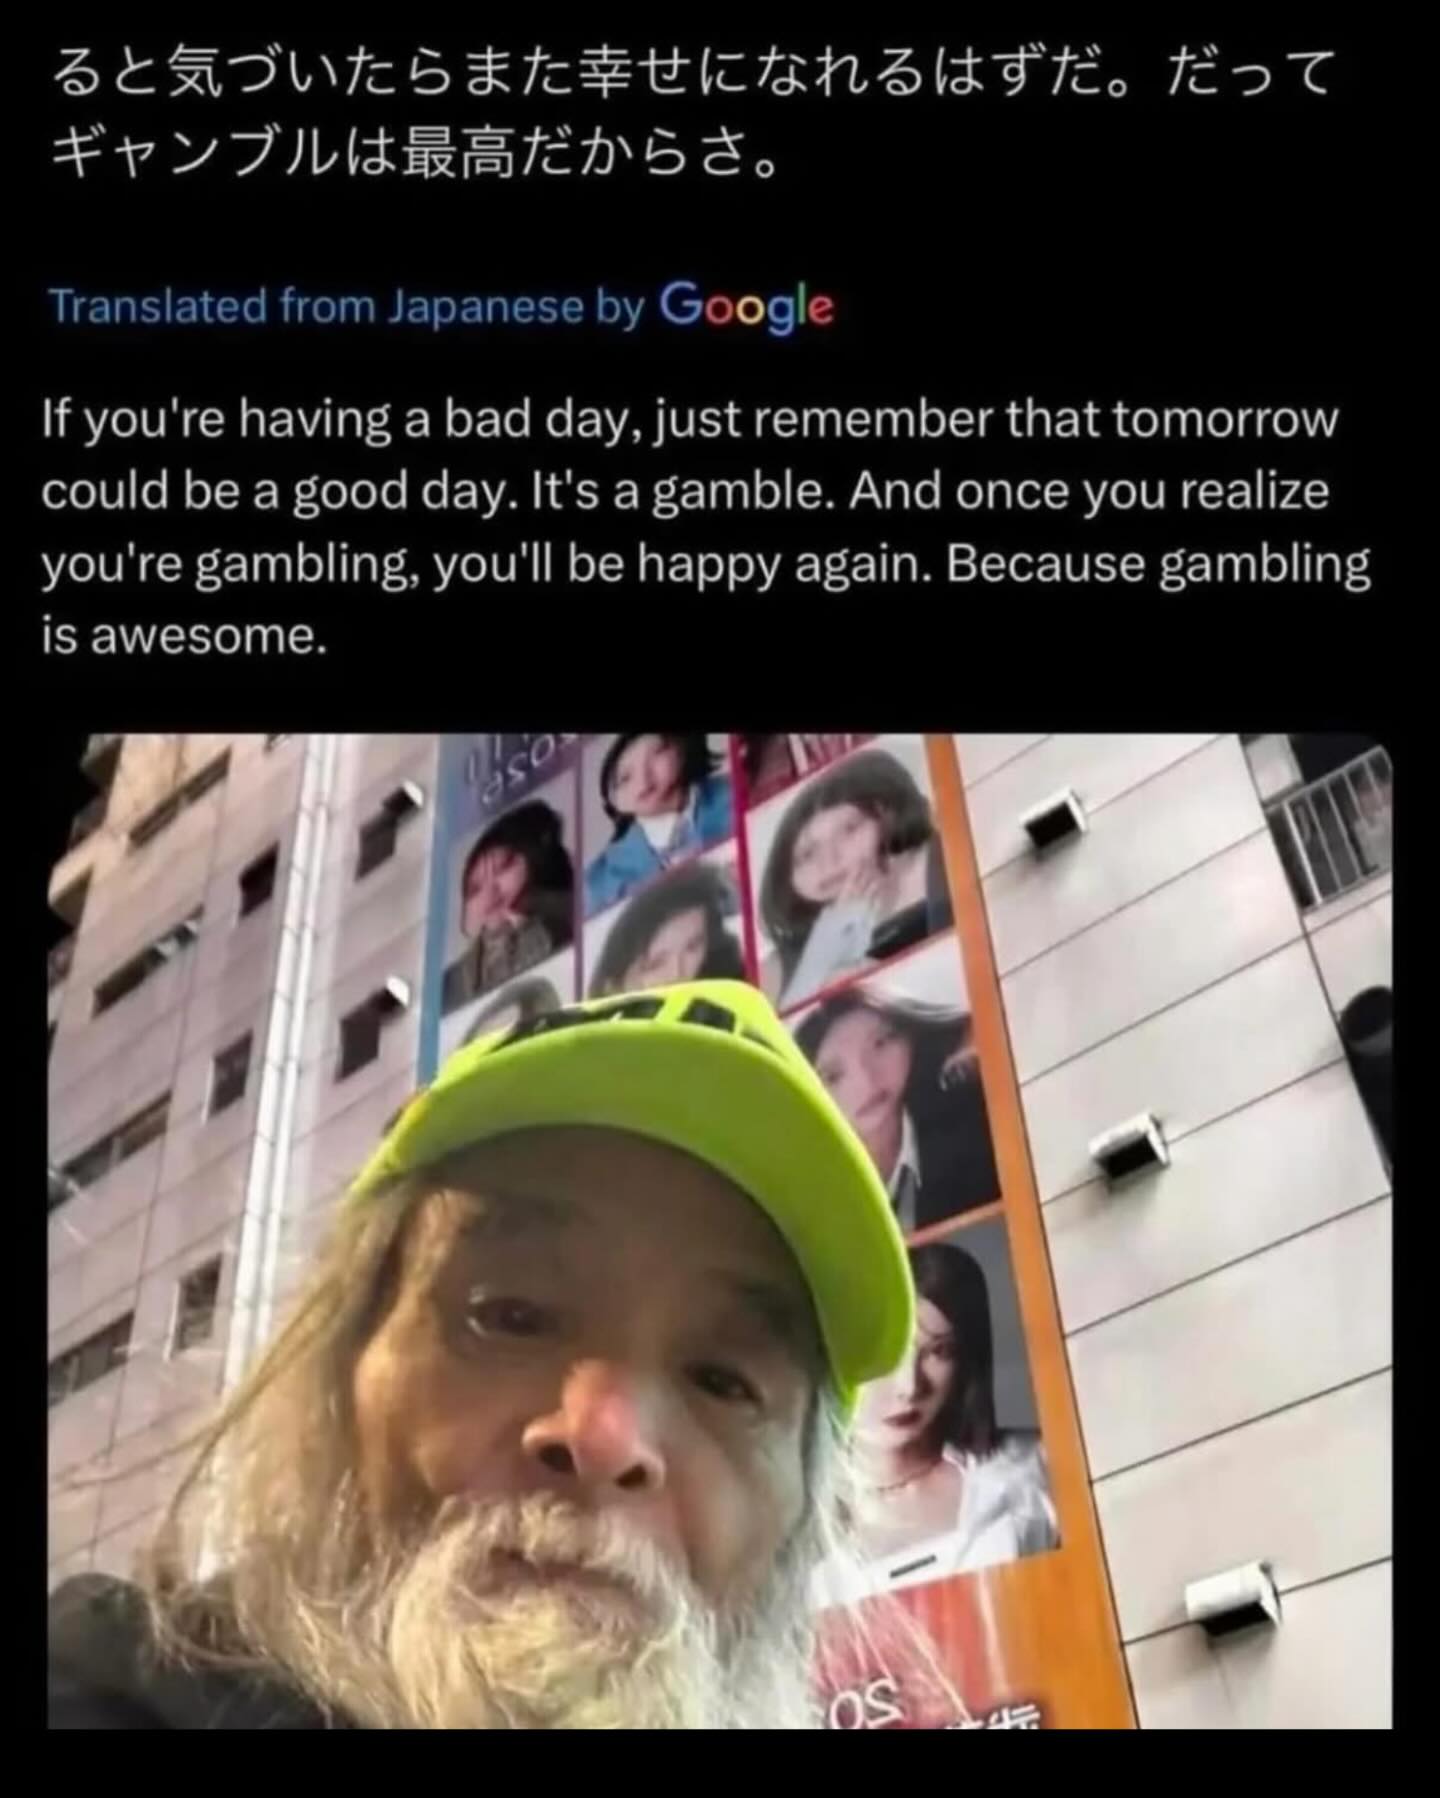 ると気づいたらまた幸せになれるはずだ。だって
ギャンブルは最高だからさ。
Translated from Japanese by Google
If you're having a bad day, just remember that tomorrow
could be a good day. It's a gamble. And once you realize
you're gambling, you'll be happy again. Because gambling
is awesome.